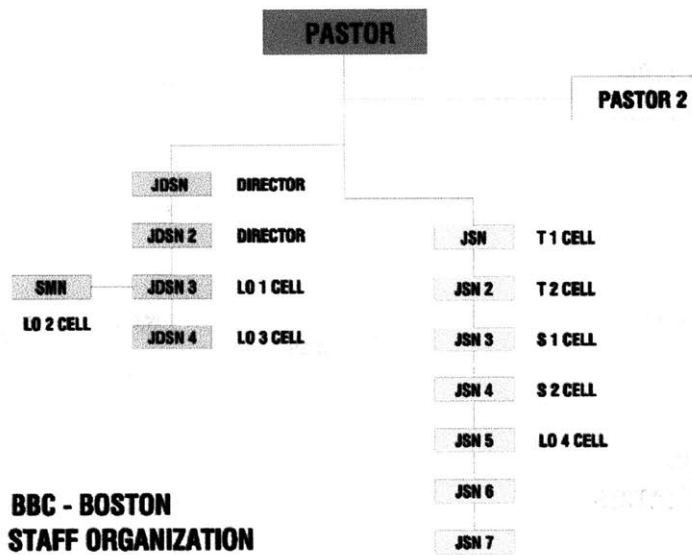 PASTOR
PASTOR 2
JDSN DIRECTOR
JDSN 2 DIRECTOR
SMN JDSN 3 LO 1 CELL
LO 2 CELL
JDSN 4 LO 3 CELL
JSN T 1 CELL
JSN 2 T 2 CELL
JSN 3 S 1 CELL
JSN 4 S 2 CELL
JSN 5 LO 4 CELL
JSN 6
JSN 7
BBC - BOSTON
STAFF ORGANIZATION